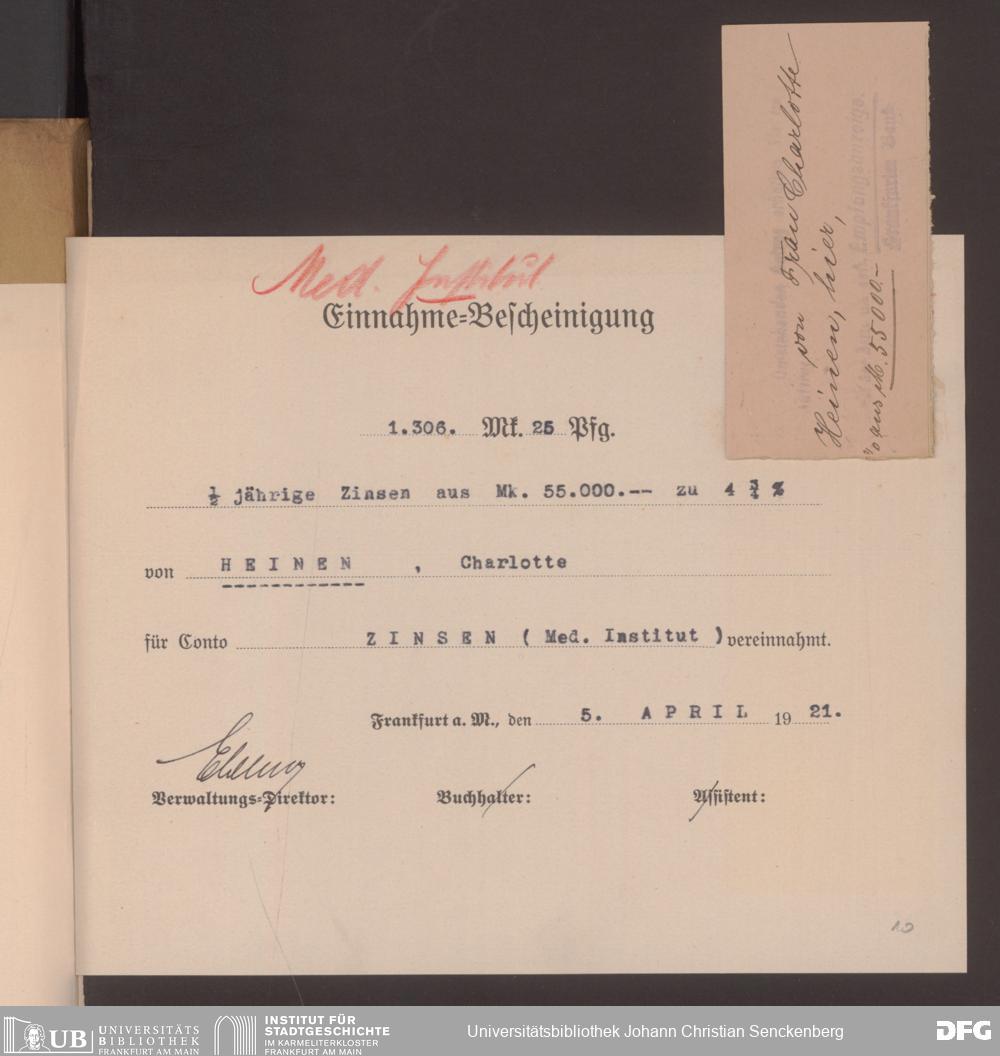 Med. Institut
Einnahme-Bescheinigung
1.306. Mk. 25 Pfg.
½ jährige Zinsen aus Mk. 55.000.-- zu 4 ¾ %
von HEINEN, Charlotte
für Conto ZINSEN ( Med. Institut ) vereinnahmt.
Frankfurt a. M., den 5. APRIL 1921.
Verwaltungs-Direktor:
Buchhalter:
Assistent:
10
von Frau Charlotte
Heinen, hier,
% aus M. 55000.-
Empfangsanzeige.
UB UNIVERSITÄTS
BIBLIOTHEK
FRANKFURT AM MAIN
INSTITUT FÜR
STADTGESCHICHTE
IM KARMELITERKLOSTER
FRANKFURT AM MAIN
Universitätsbibliothek Johann Christian Senckenberg
DFG